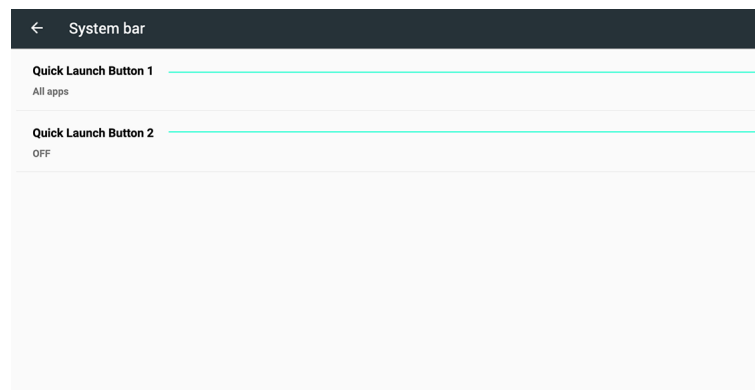 System bar
Quick Launch Button 1
All apps
Quick Launch Button 2
OFF